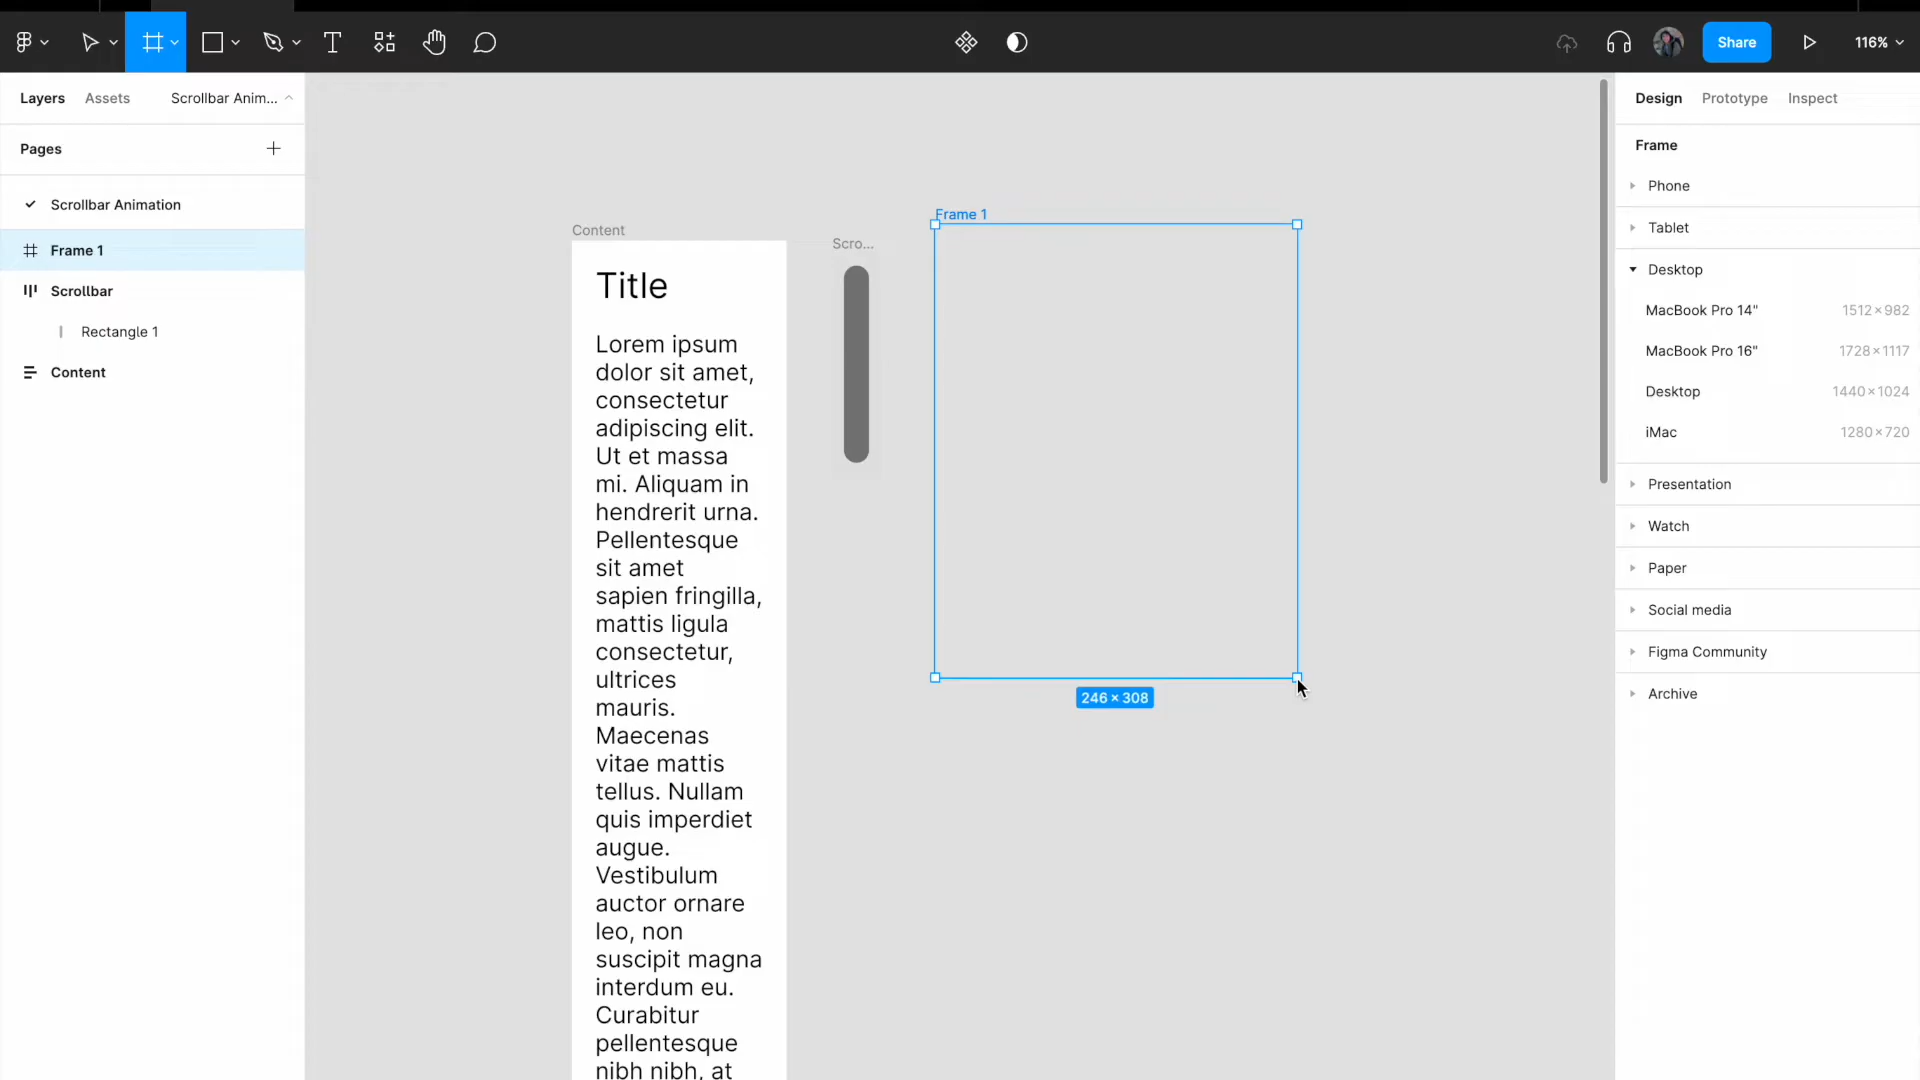 Share
116%
Layers
Assets
Scrollbar Anim...
Pages
Scrollbar Animation
Frame 1
Scrollbar
Rectangle 1
Content
Content
Title
Lorem ipsum
dolor sit amet,
consectetur
adipiscing elit.
Ut et massa
mi. Aliquam in
hendrerit urna.
Pellentesque
sit amet
sapien fringilla,
mattis ligula
consectetur,
ultrices
mauris.
Maecenas
vitae mattis
tellus. Nullam
quis imperdiet
augue.
Vestibulum
auctor ornare
leo, non
suscipit magna
interdum eu.
Curabitur
pellentesque
nibh nibh, at
Scro...
Frame 1
246 × 308
Design
Prototype
Inspect
Frame
Phone
Tablet
Desktop
MacBook Pro 14" 1512×982
MacBook Pro 16" 1728×1117
Desktop 1440×1024
iMac 1280×720
Presentation
Watch
Paper
Social media
Figma Community
Archive